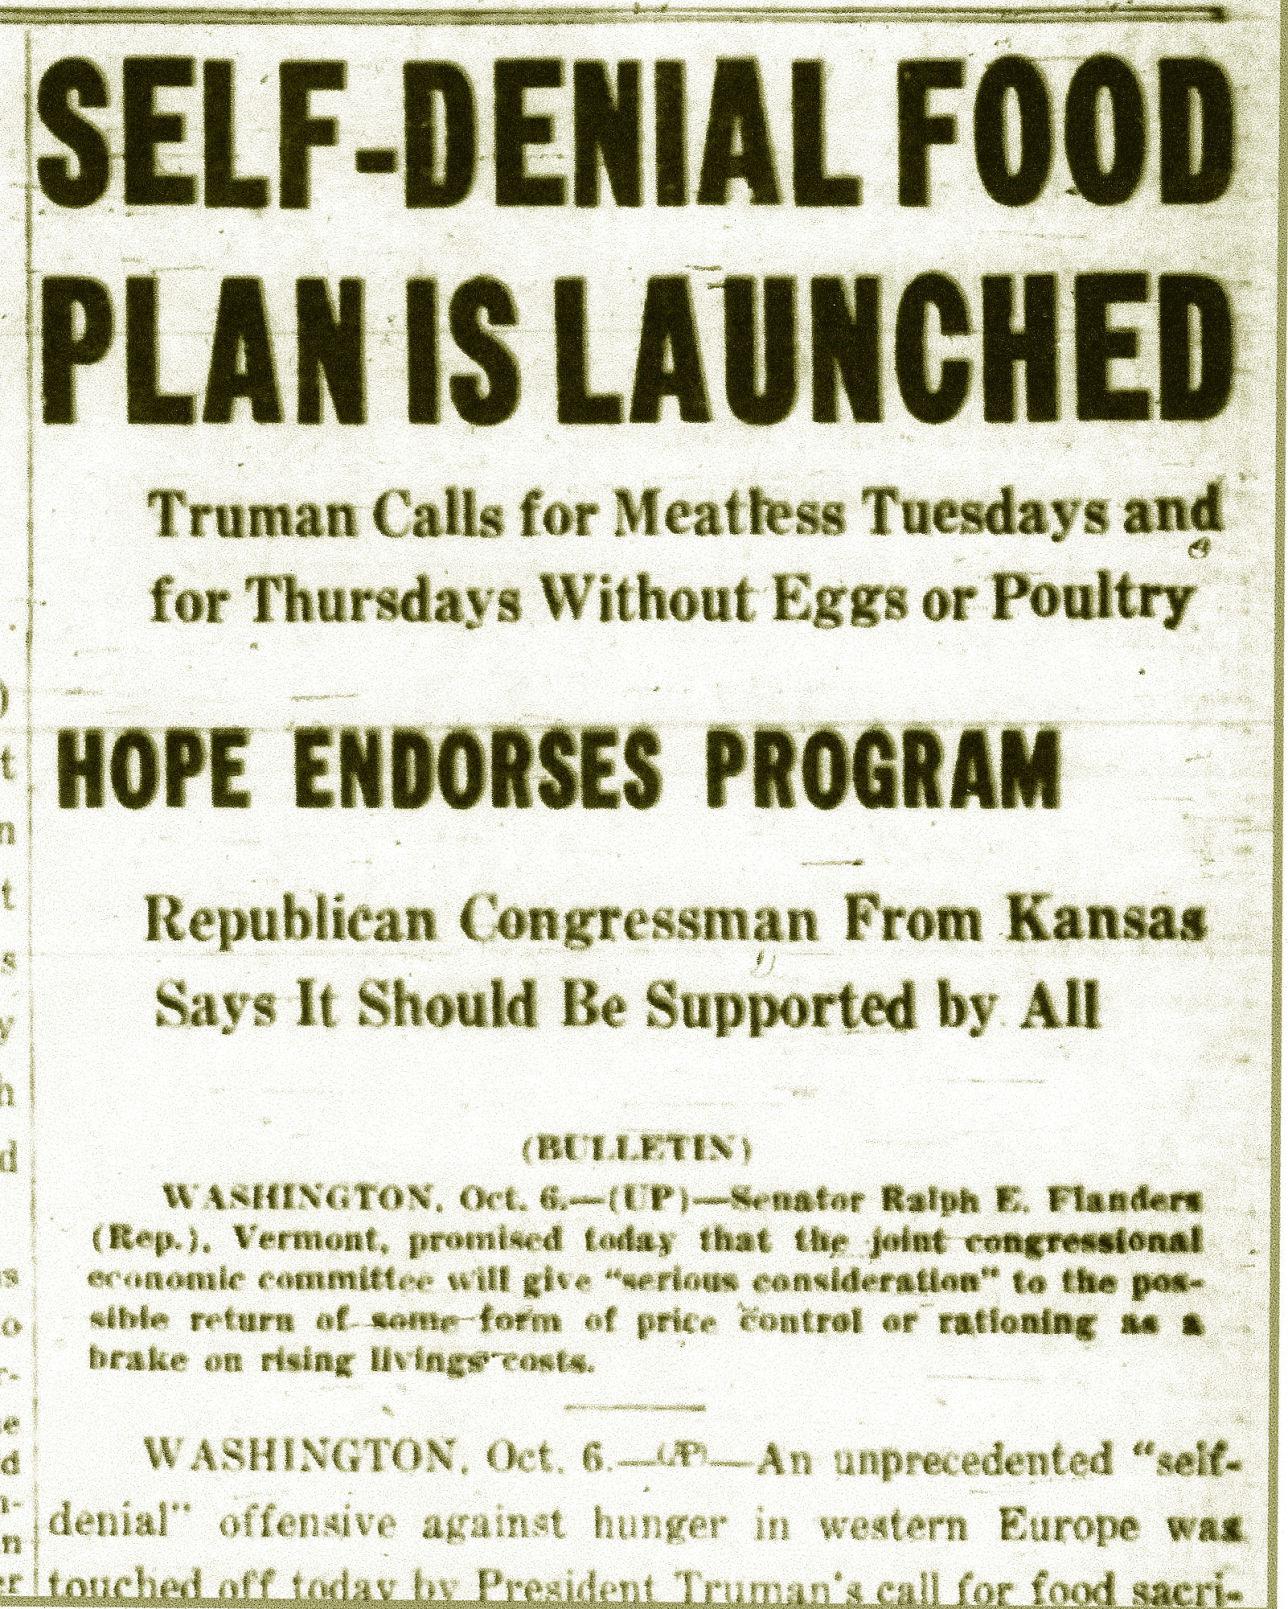 SELF-DENIAL FOOD
PLAN IS LAUNCHED
Truman Calls for Meatless Tuesdays and
for Thursdays Without Eggs or Poultry
HOPE ENDORSES PROGRAM
Republican Congressman From Kansas
Says It Should Be Supported by All
(BULLETIN)
WASHINGTON, Oct. 6.—(UP)—Senator Ralph E. Flanders
(Rep.), Vermont, promised today that the joint congressional
economic committee will give "serious consideration" to the pos-
sible return of some form of price control or rationing as a
brake on rising livings costs.
WASHINGTON, Oct. 6.—(AP)—An unprecedented "self-
denial" offensive against hunger in western Europe was
touched off today by President Truman's call for food sacri-